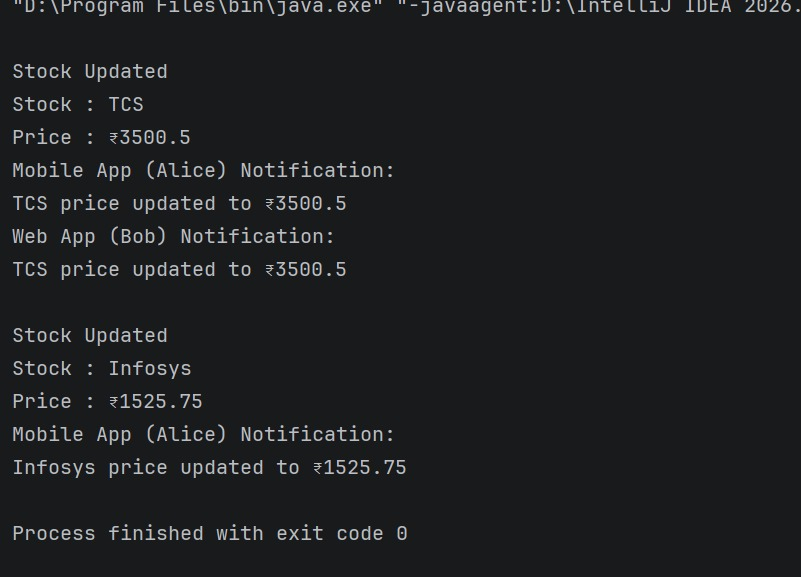 "D:\Program Files\bin\java.exe" "-javaagent:D:\IntelliJ IDEA 2026.
Stock Updated
Stock : TCS
Price : ₹3500.5
Mobile App (Alice) Notification:
TCS price updated to ₹3500.5
Web App (Bob) Notification:
TCS price updated to ₹3500.5
Stock Updated
Stock : Infosys
Price : ₹1525.75
Mobile App (Alice) Notification:
Infosys price updated to ₹1525.75
Process finished with exit code 0